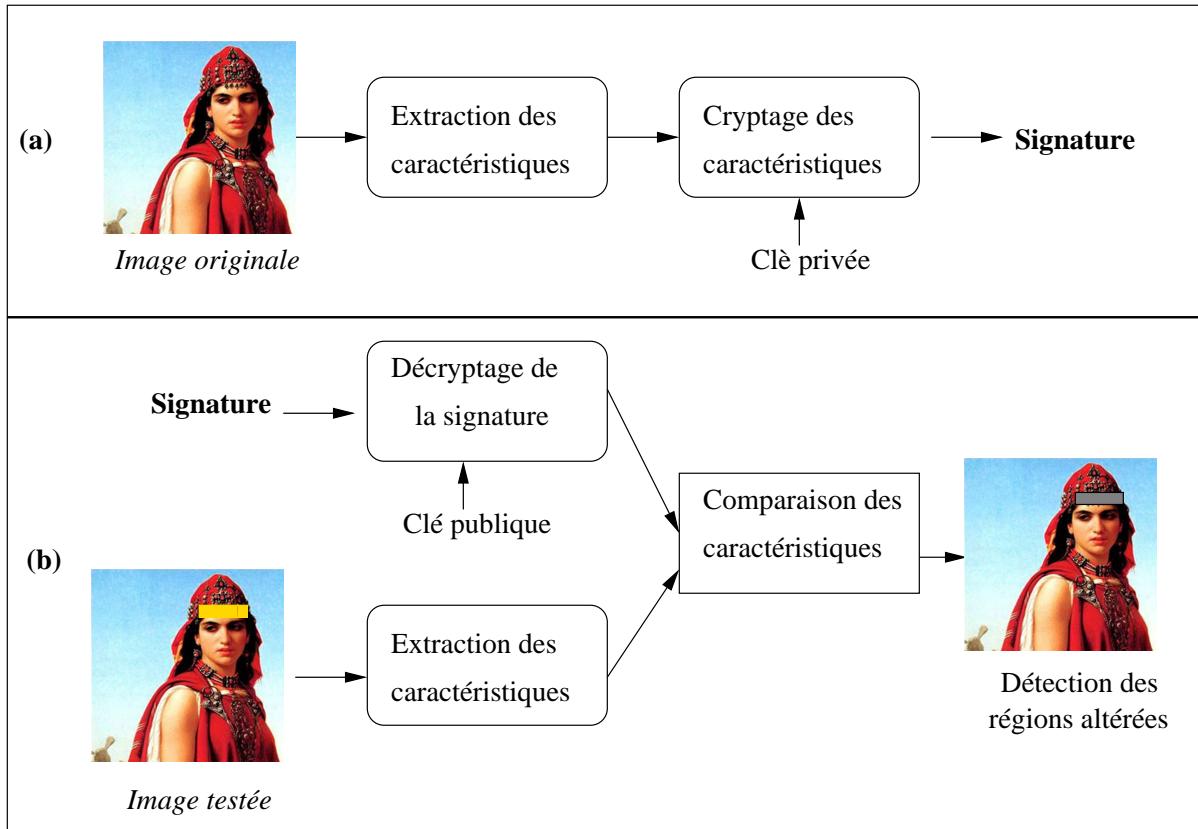 (a)
Image originale
Extraction des
caractéristiques
Cryptage des
caractéristiques
Clè privée
Signature
(b)
Signature
Décryptage de
la signature
Clé publique
Image testée
Extraction des
caractéristiques
Comparaison des
caractéristiques
Détection des
régions altérées